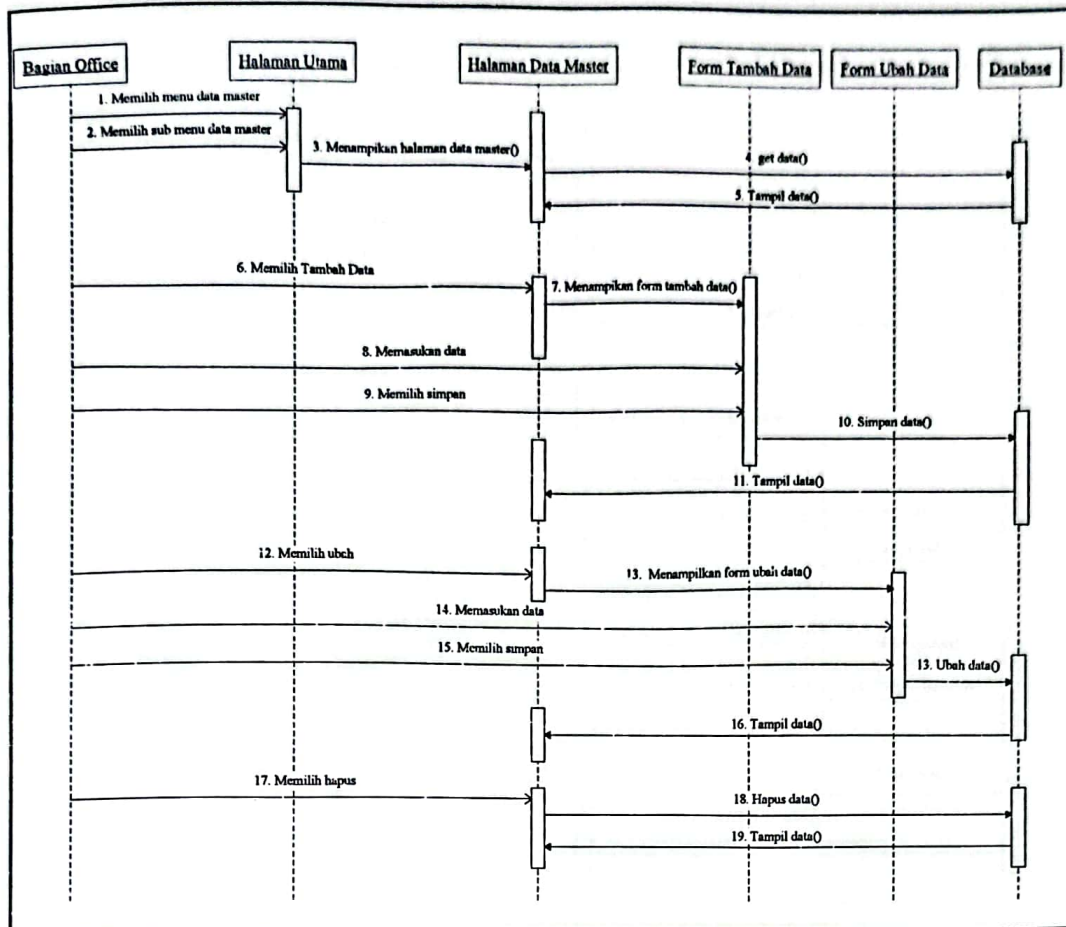 Bagian Office
Halaman Utama
Halaman Data Master
Form Tambah Data
Form Ubah Data
Database
1. Memilih menu data master
2. Memilih sub menu data master
3. Menampikan halaman data master()
4. get data()
5. Tampil data()
6. Memilih Tambah Data
7. Menampikan form tambah data()
8. Memasukan data
9. Memilih simpan
10. Simpan data()
11. Tampil data()
12. Memilih ubah
13. Menampilkan form ubah data()
14. Memasukan data
15. Memilih simpan
13. Ubah data()
16. Tampil data()
17. Memilih hapus
18. Hapus data()
19. Tampil data()